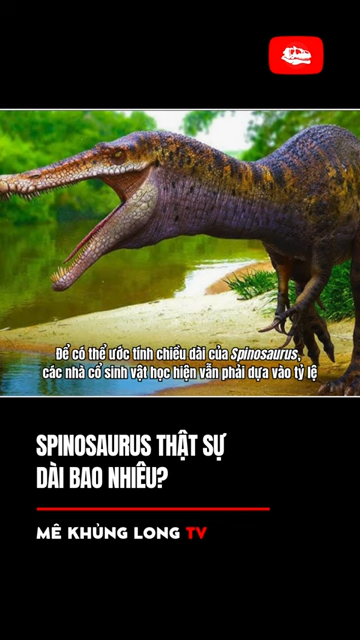 Để có thể ước tính chiều dài của Spinosaurus,
các nhà cổ sinh vật học hiện vẫn phải dựa vào tỷ lệ
SPINOSAURUS THẬT SỰ
DÀI BAO NHIÊU?
MÊ KHỦNG LONG TV